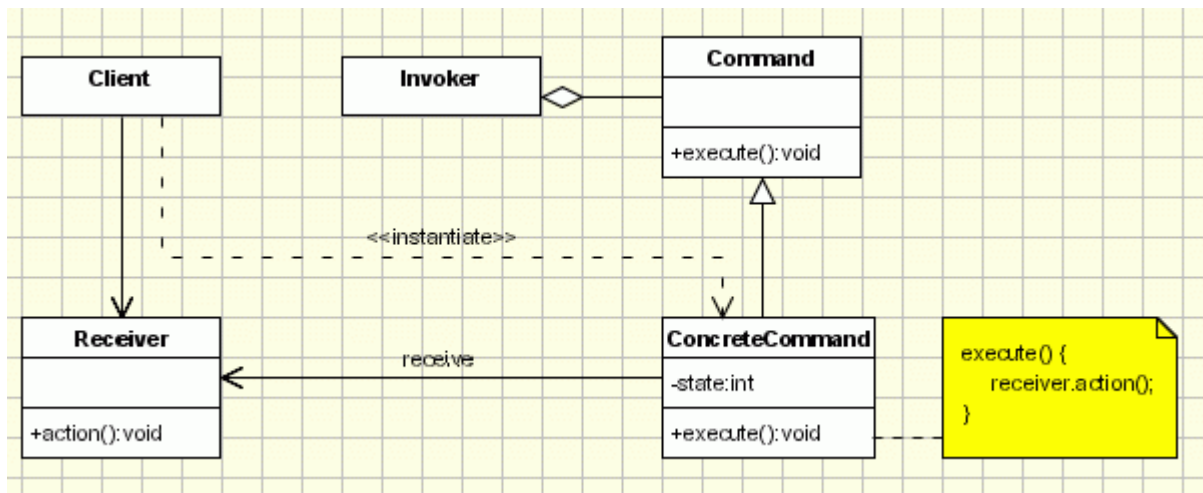 Client
Invoker
Command
+execute():void
<<instantiate>>
Receiver
+action():void
receive
ConcreteCommand
-state:int
+execute():void
execute() {
receiver.action();
}